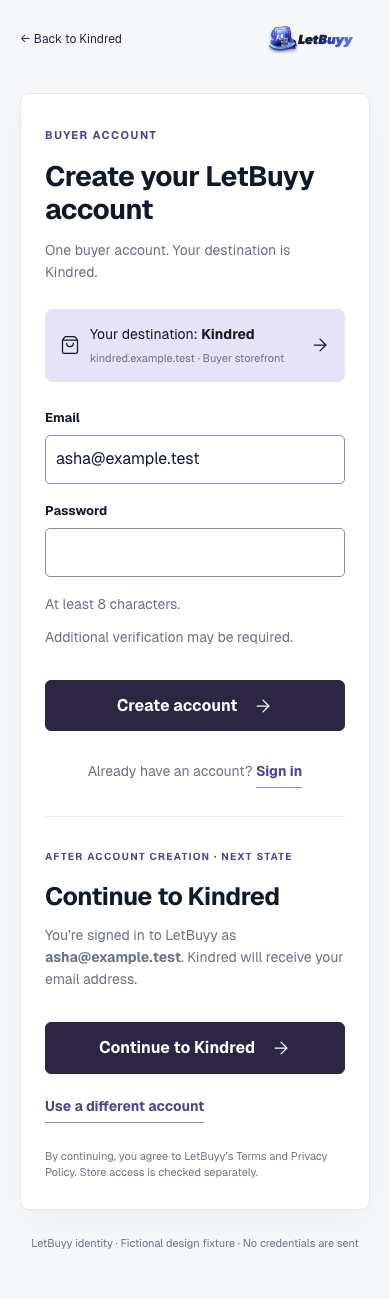 ← Back to Kindred
LetBuyy
BUYER ACCOUNT
Create your LetBuyy
account
One buyer account. Your destination is
Kindred.
Your destination: Kindred
kindred.example.test · Buyer storefront
Email
asha@example.test
Password
At least 8 characters.
Additional verification may be required.
Create account →
Already have an account? Sign in
AFTER ACCOUNT CREATION · NEXT STATE
Continue to Kindred
You're signed in to LetBuyy as
asha@example.test. Kindred will receive your
email address.
Continue to Kindred →
Use a different account
By continuing, you agree to LetBuyy's Terms and Privacy
Policy. Store access is checked separately.
LetBuyy identity · Fictional design fixture · No credentials are sent